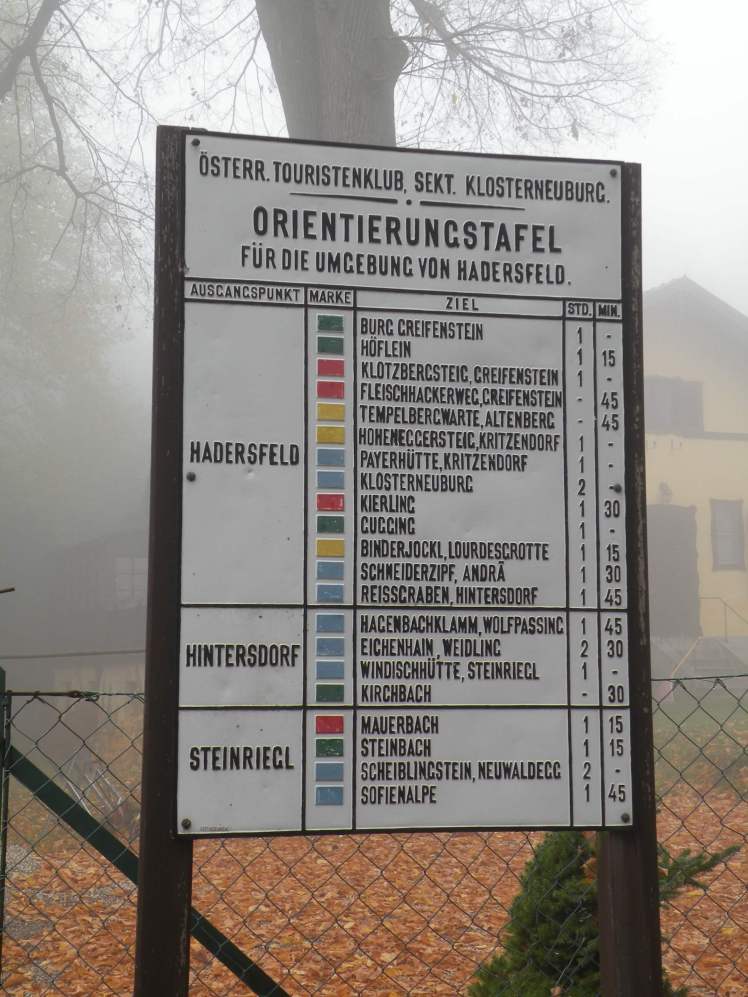 ÖSTERR. TOURISTENKLUB, SEKT. KLOSTERNEUBURG.
ORIENTIERUNGSTAFEL
FÜR DIE UMGEBUNG VON HADERSFELD.
AUSGANGSPUNKT MARKE ZIEL STD. MIN.
BURG GREIFENSTEIN 1 -
HÖFLEIN 1 15
KLOTZBERGSTEIG, GREIFENSTEIN 1 -
FLEISCHHACKERWEG, GREIFENSTEIN - 45
TEMPELBERGWARTE, ALTENBERG - 45
HOHENEGGERSTEIG, KRITZENDORF 1 -
HADERSFELD PAYERHÜTTE, KRITZENDORF 1 -
KLOSTERNEUBURG 2 -
KIERLING 1 30
GUGGING 1 -
BINDERJOCKL, LOURDESGROTTE 1 15
SCHNEIDERZIPF, ANDRÄ 1 30
REISSGRABEN, HINTERSDORF 1 45
HAGENBACHKLAMM, WOLFPASSING 1 45
HINTERSDORF EICHENHAIN, WEIDLING 2 30
WINDISCHHÜTTE, STEINRIEGL 1 -
KIRCHBACH - 30
MAUERBACH 1 15
STEINRIEGL STEINBACH 1 15
SCHEIBLINGSTEIN, NEUWALDEGG 2 -
SOFIENALPE 1 45